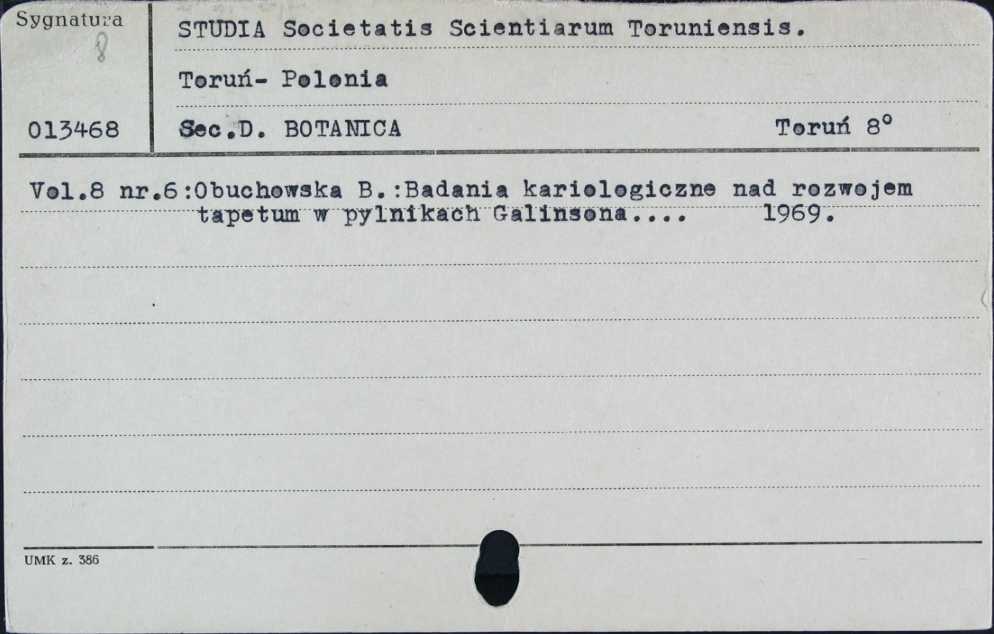 Sygnatura
8
STUDIA Societatis Scientiarum Toruniensis.
Toruń- Polonia
013468 Sec.D. BOTANICA Toruń 8°
Vol.8 nr.6:Obuchowska B.:Badania kariologiczne nad rozwojem
tapetum w pylnikach Galinsona.... 1969.
UMK z. 386